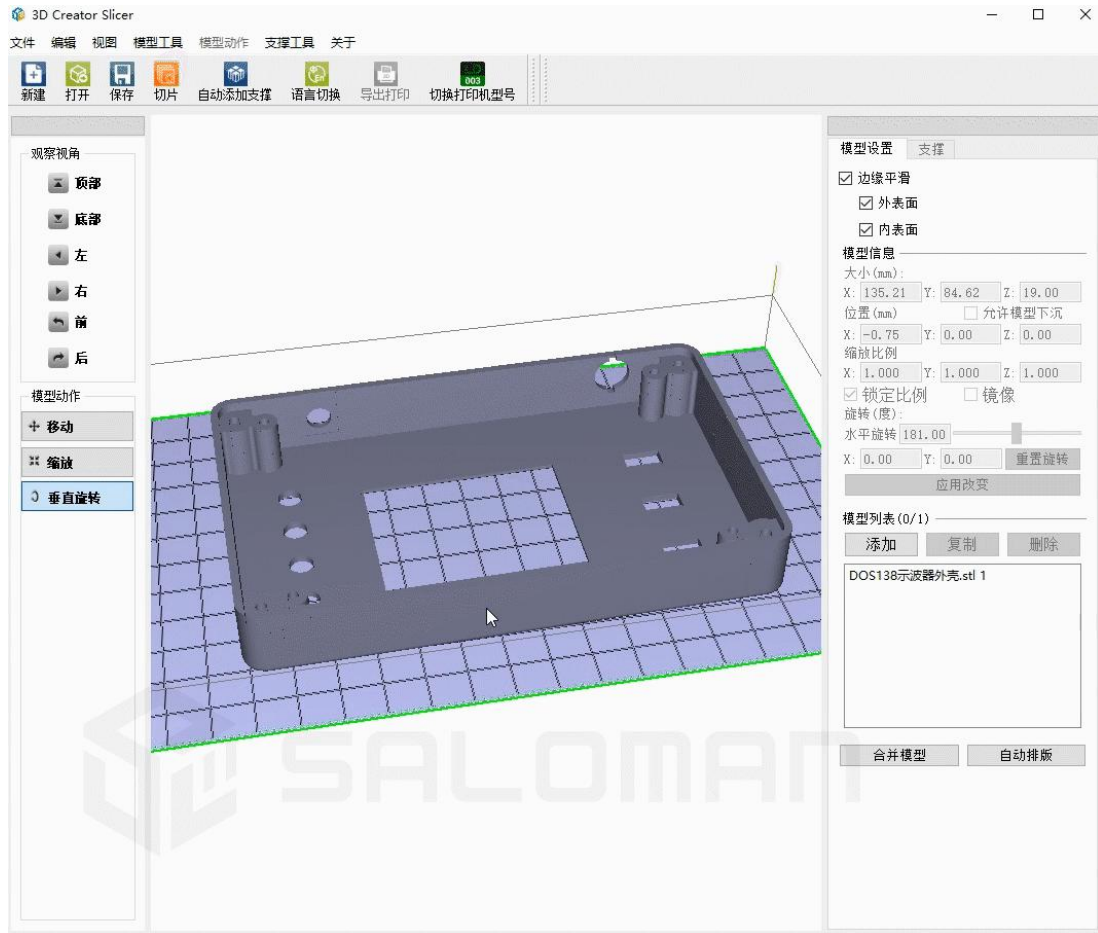 3D Creator Slicer
文件 编辑 视图 模型工具 模型动作 支撑工具 关于
新建 打开 保存 切片 自动添加支撑 语言切换 导出打印 003 切换打印机型号
观察视角
顶部
底部
左
右
前
后
模型动作
移动
缩放
垂直旋转
模型设置 支撑
边缘平滑
外表面
内表面
模型信息
大小(mm):
X: 135.21 Y: 84.62 Z: 19.00
位置(mm) 允许模型下沉
X: -0.75 Y: 0.00 Z: 0.00
缩放比例
X: 1.000 Y: 1.000 Z: 1.000
锁定比例 镜像
旋转(度):
水平旋转 181.00
X: 0.00 Y: 0.00 重置旋转
应用改变
模型列表(0/1)
添加 复制 删除
DOS138示波器外壳.stl 1
合并模型 自动排版
SALOMAN